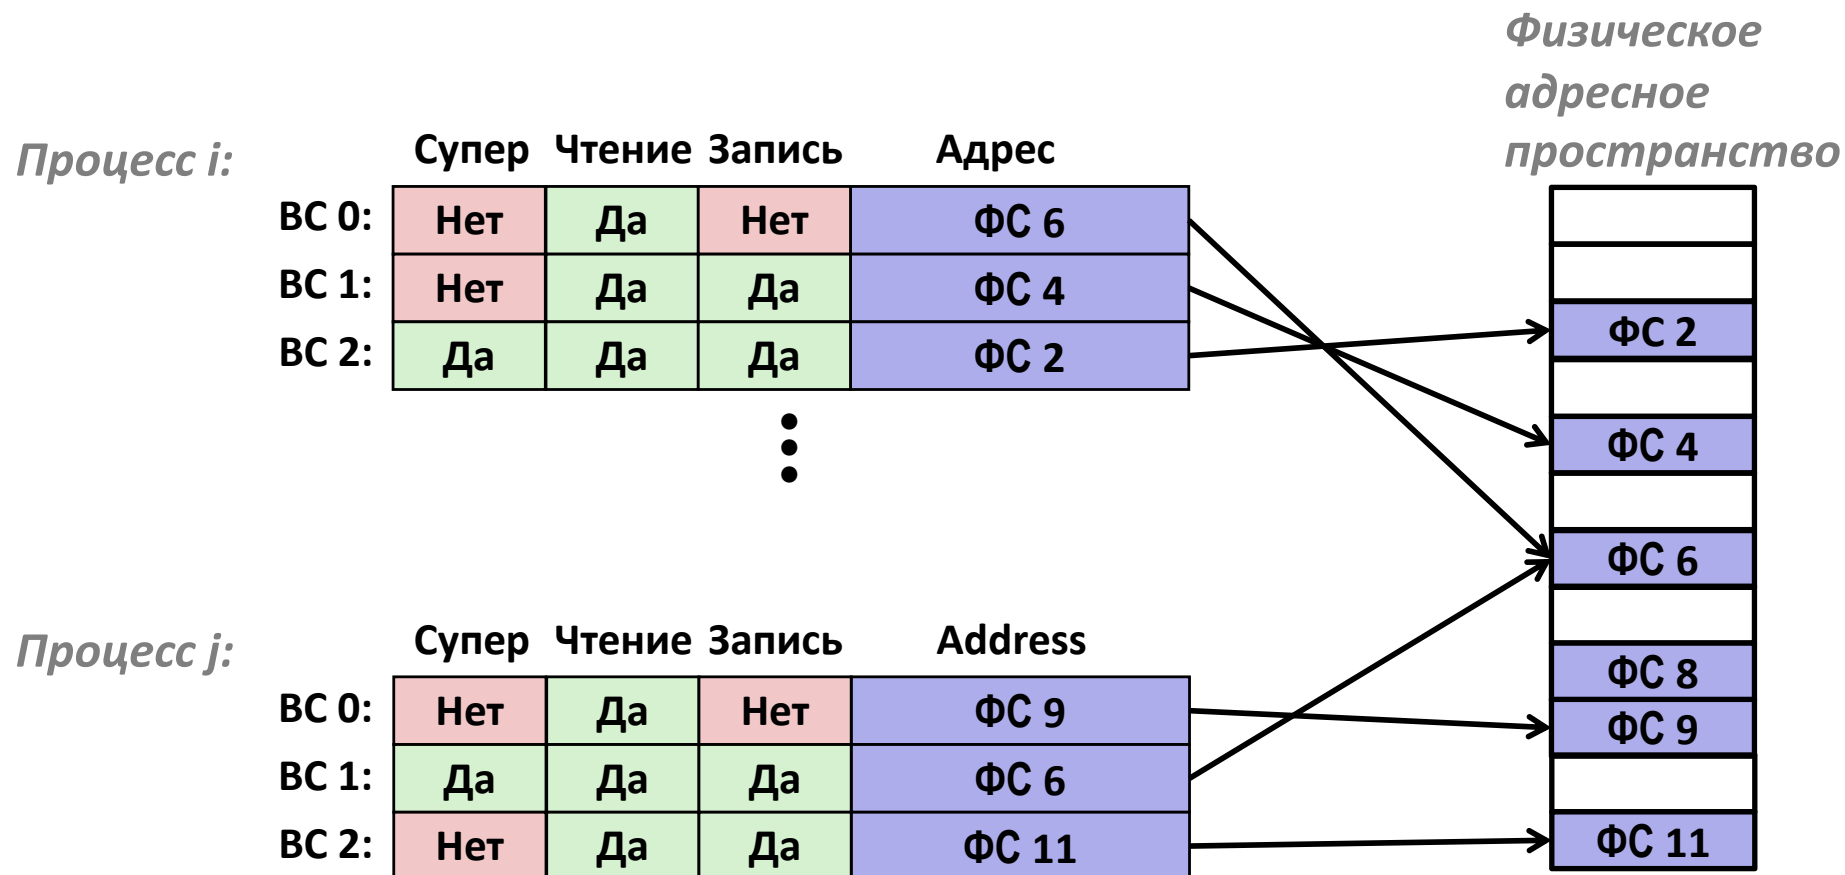 Физическое
адресное
пространство
Процесс i:
Супер Чтение Запись Адрес
ВС 0: Нет Да Нет ФС 6
ВС 1: Нет Да Да ФС 4
ВС 2: Да Да Да ФС 2
ФС 2
ФС 4
ФС 6
ФС 8
ФС 9
ФС 11
Процесс j:
Супер Чтение Запись Address
ВС 0: Нет Да Нет ФС 9
ВС 1: Да Да Да ФС 6
ВС 2: Нет Да Да ФС 11